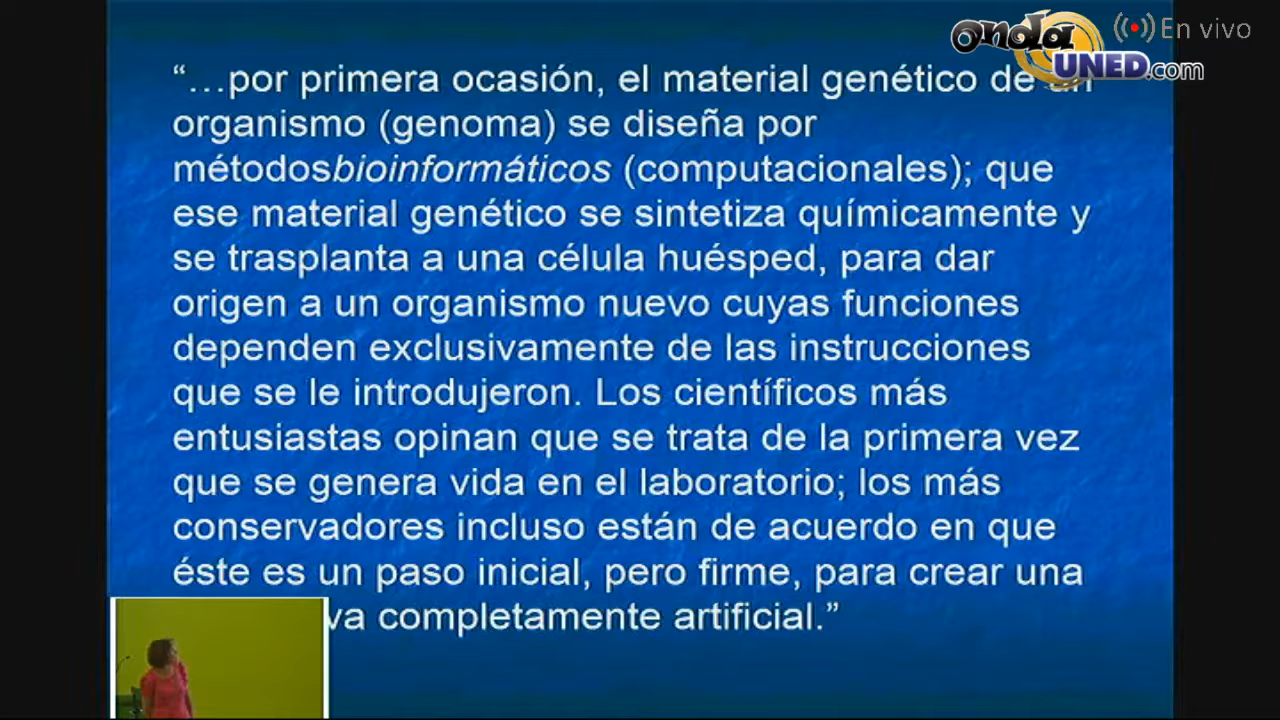 onda
UNED.com
En vivo
“…por primera ocasión, el material genético de un
organismo (genoma) se diseña por
métodosbioinformáticos (computacionales); que
ese material genético se sintetiza químicamente y
se trasplanta a una célula huésped, para dar
origen a un organismo nuevo cuyas funciones
dependen exclusivamente de las instrucciones
que se le introdujeron. Los científicos más
entusiastas opinan que se trata de la primera vez
que se genera vida en el laboratorio; los más
conservadores incluso están de acuerdo en que
éste es un paso inicial, pero firme, para crear una
completamente artificial.”